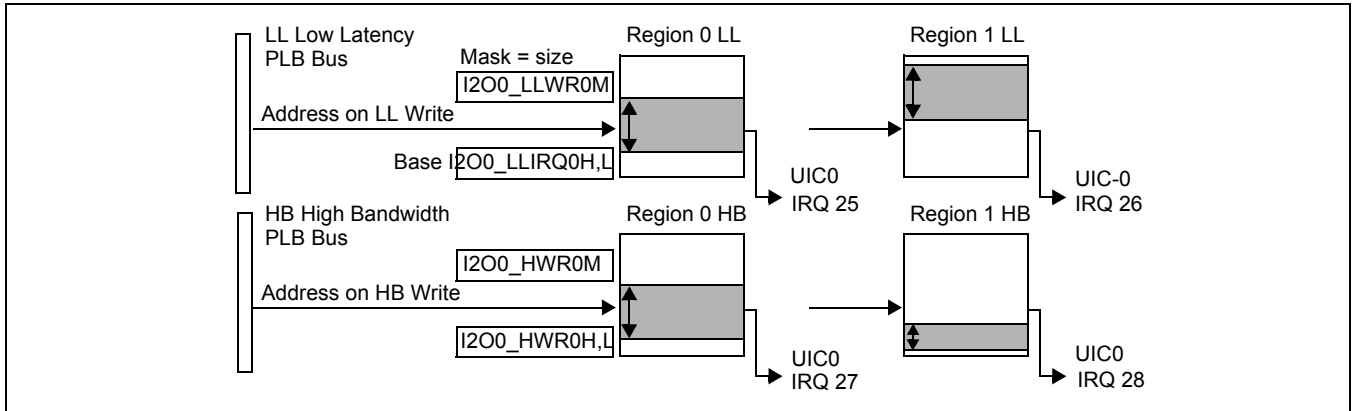 LL Low Latency
PLB Bus
Mask = size
I2O0_LLWR0M
Region 0 LL
Region 1 LL
Address on LL Write
Base I2O0_LLIRQ0H,L
UIC0
IRQ 25
UIC-0
IRQ 26
HB High Bandwidth
PLB Bus
Region 0 HB
Region 1 HB
I2O0_HWR0M
Address on HB Write
I2O0_HWR0H,L
UIC0
IRQ 27
UIC0
IRQ 28